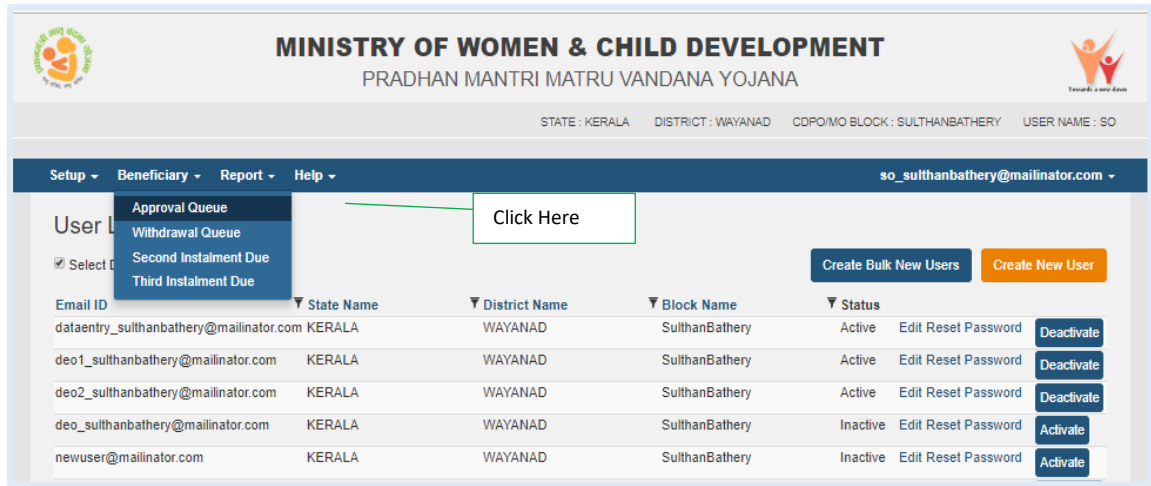 MINISTRY OF WOMEN & CHILD DEVELOPMENT
PRADHAN MANTRI MATRU VANDANA YOJANA
Towards a new dawn
STATE : KERALA DISTRICT : WAYANAD CDPO/MO BLOCK : SULTHANBATHERY USER NAME : SO
Setup Beneficiary Report Help so_sulthanbathery@mailinator.com
Approval Queue
Withdrawal Queue
Second Instalment Due
Third Instalment Due
Click Here
User L
Select D
Create Bulk New Users Create New User
Email ID State Name District Name Block Name Status
dataentry_sulthanbathery@mailinator.com KERALA WAYANAD SulthanBathery Active Edit Reset Password Deactivate
deo1_sulthanbathery@mailinator.com KERALA WAYANAD SulthanBathery Active Edit Reset Password Deactivate
deo2_sulthanbathery@mailinator.com KERALA WAYANAD SulthanBathery Active Edit Reset Password Deactivate
deo_sulthanbathery@mailinator.com KERALA WAYANAD SulthanBathery Inactive Edit Reset Password Activate
newuser@mailinator.com KERALA WAYANAD SulthanBathery Inactive Edit Reset Password Activate